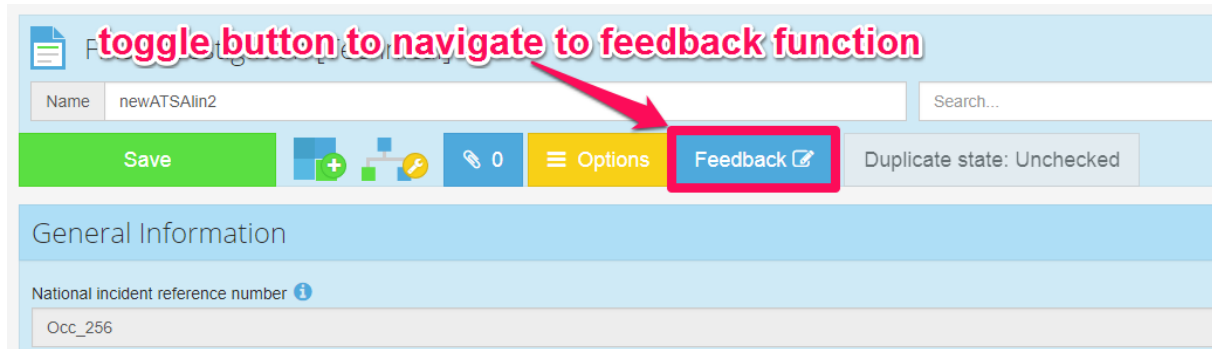 toggle button to navigate to feedback function
Name newATSAlin2 Search...
Save 0 Options Feedback Duplicate state: Unchecked
General Information
National incident reference number
Occ_256